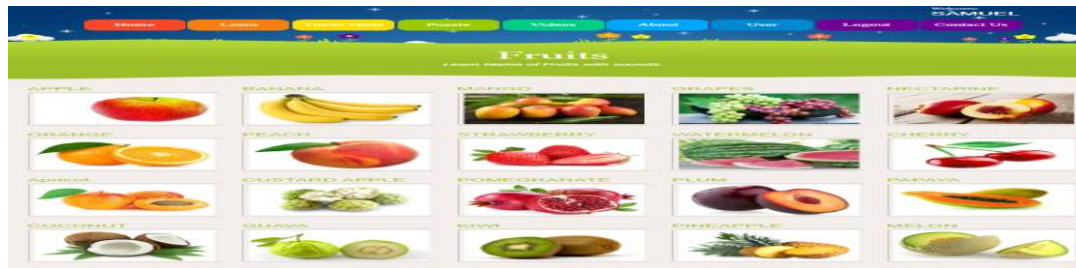 Welcome
SAMUEL
Home Learn Puzzle Videos About User Logout Contact Us
Fruits
Learn Name of Fruits with sounds.
APPLE BANANA MANGO GRAPES NECTARINE
ORANGE PEACH STRAWBERRY WATERMELON CHERRY
Apricot CUSTARD APPLE POMEGRANATE PLUM PAPAYA
COCONUT GUAVA KIWI PINEAPPLE MELON